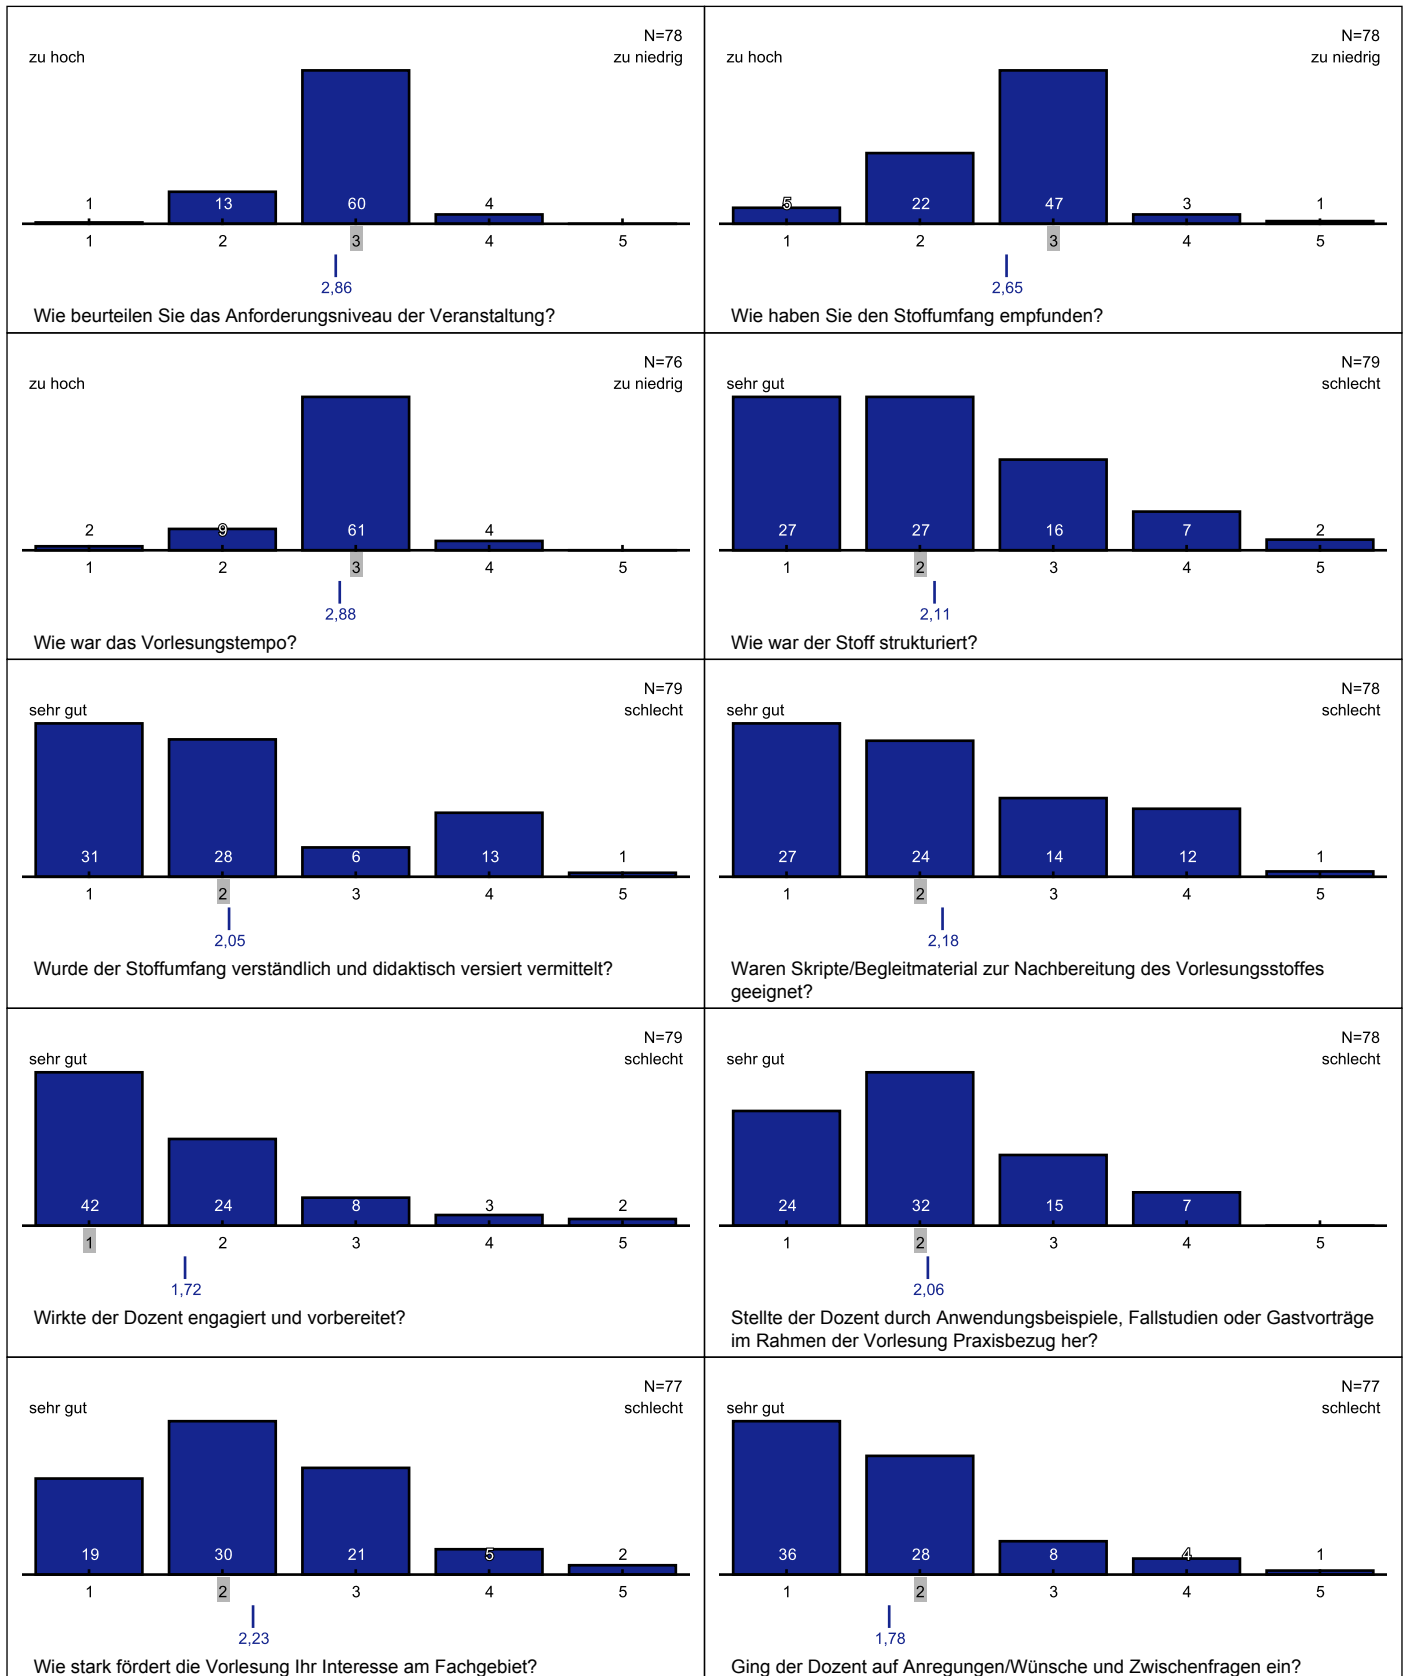 N=78
zu hoch zu niedrig
1 13 60 4
1 2 3 4 5
2,86
Wie beurteilen Sie das Anforderungsniveau der Veranstaltung?
N=78
zu hoch zu niedrig
5 22 47 3 1
1 2 3 4 5
2,65
Wie haben Sie den Stoffumfang empfunden?
N=76
zu hoch zu niedrig
2 9 61 4
1 2 3 4 5
2,88
Wie war das Vorlesungstempo?
N=79
sehr gut schlecht
27 27 16 7 2
1 2 3 4 5
2,11
Wie war der Stoff strukturiert?
N=79
sehr gut schlecht
31 28 6 13 1
1 2 3 4 5
2,05
Wurde der Stoffumfang verständlich und didaktisch versiert vermittelt?
N=78
sehr gut schlecht
27 24 14 12 1
1 2 3 4 5
2,18
Waren Skripte/Begleitmaterial zur Nachbereitung des Vorlesungsstoffes
geeignet?
N=79
sehr gut schlecht
42 24 8 3 2
1 2 3 4 5
1,72
Wirkte der Dozent engagiert und vorbereitet?
N=78
sehr gut schlecht
24 32 15 7
1 2 3 4 5
2,06
Stellte der Dozent durch Anwendungsbeispiele, Fallstudien oder Gastvorträge
im Rahmen der Vorlesung Praxisbezug her?
N=77
sehr gut schlecht
19 30 21 5 2
1 2 3 4 5
2,23
Wie stark fördert die Vorlesung Ihr Interesse am Fachgebiet?
N=77
sehr gut schlecht
36 28 8 4 1
1 2 3 4 5
1,78
Ging der Dozent auf Anregungen/Wünsche und Zwischenfragen ein?